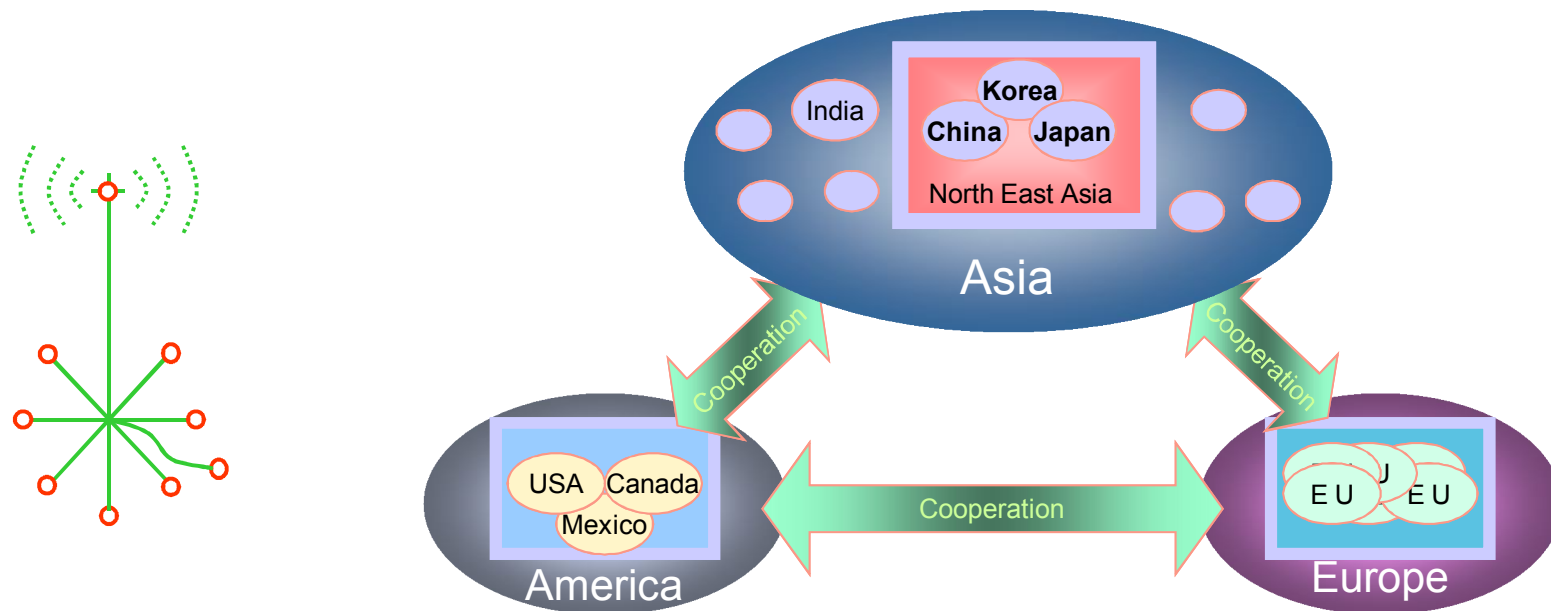 Korea
India
China
Japan
North East Asia
Asia
Cooperation
Cooperation
USA
Canada
Mexico
Cooperation
E U
E U
America
Europe